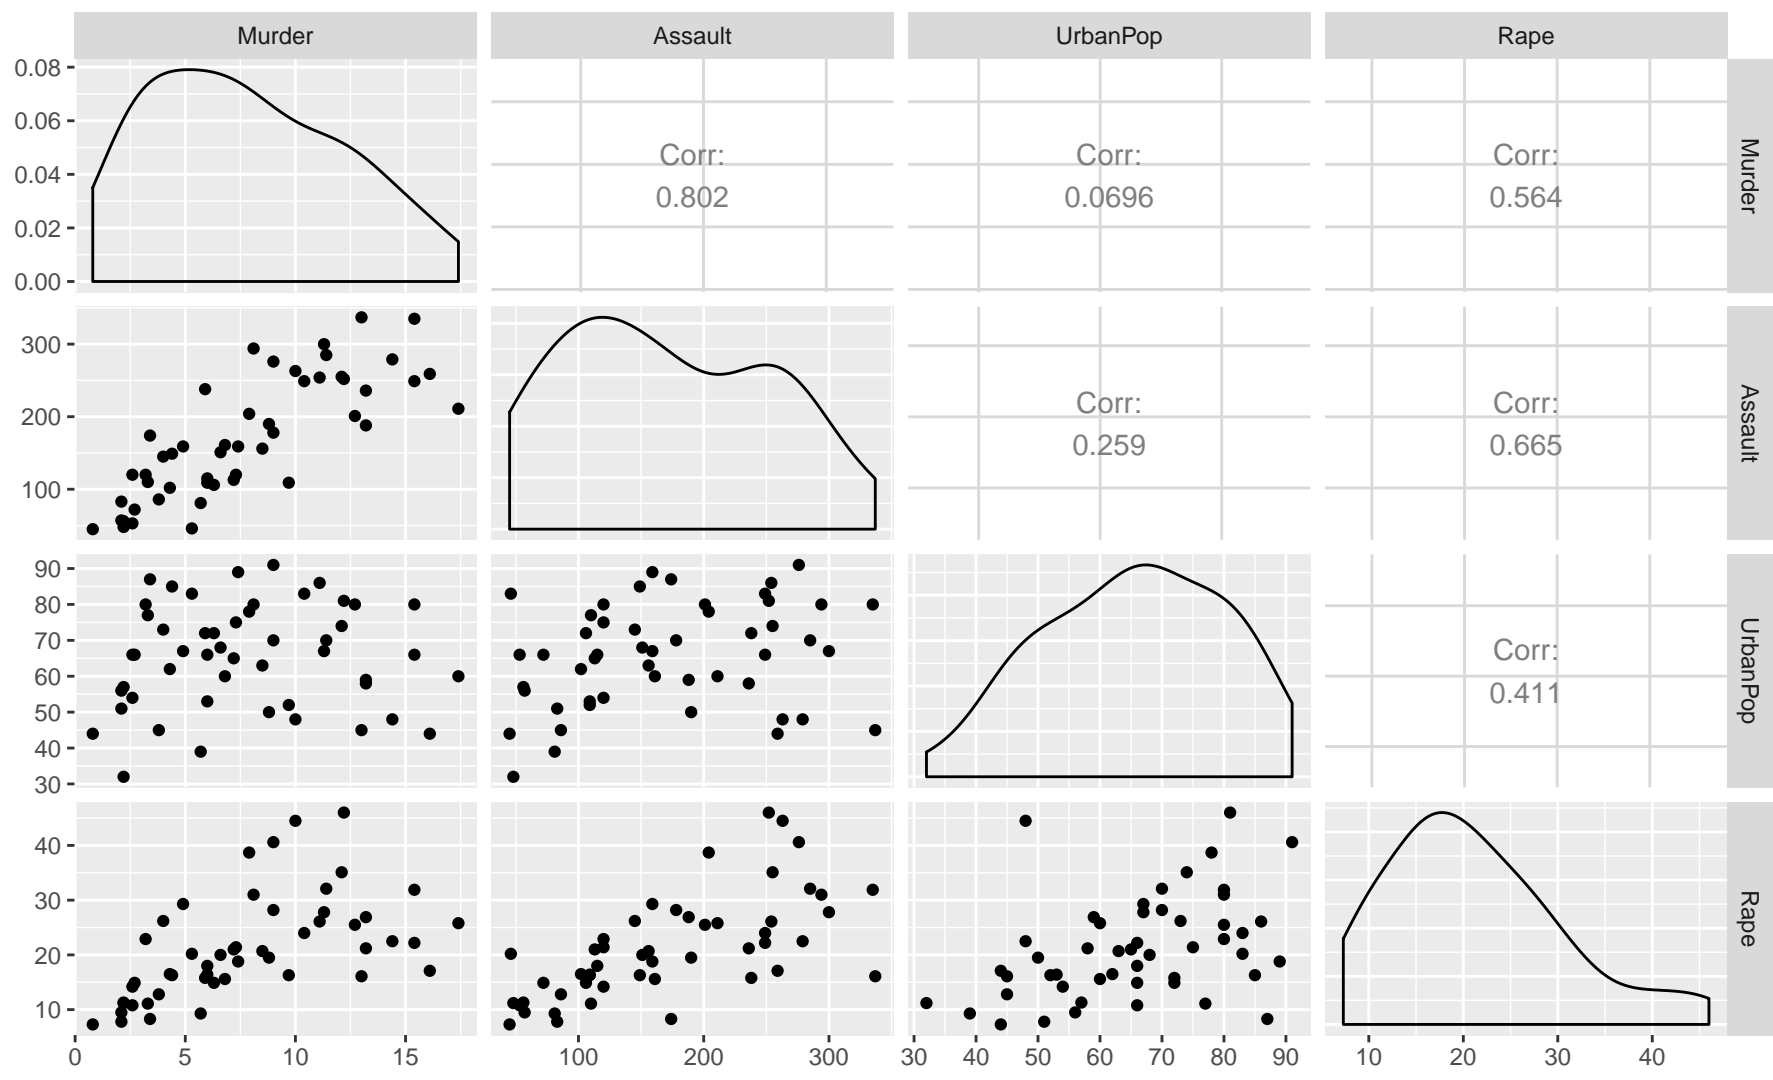 Murder Assault UrbanPop Rape
0.08
0.06
0.04
0.02
0.00
Corr:
0.802
Corr:
0.0696
Corr:
0.564
Murder
300
200
100
Corr:
0.259
Corr:
0.665
Assault
90
80
70
60
50
40
30
Corr:
0.411
UrbanPop
40
30
20
10
Rape
0 5 10 15 100 200 300 30 40 50 60 70 80 90 10 20 30 40